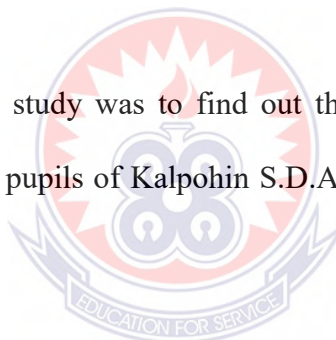 study was to find out th
pupils of Kalpohin S.D.A
EDUCATION FOR SERVICE